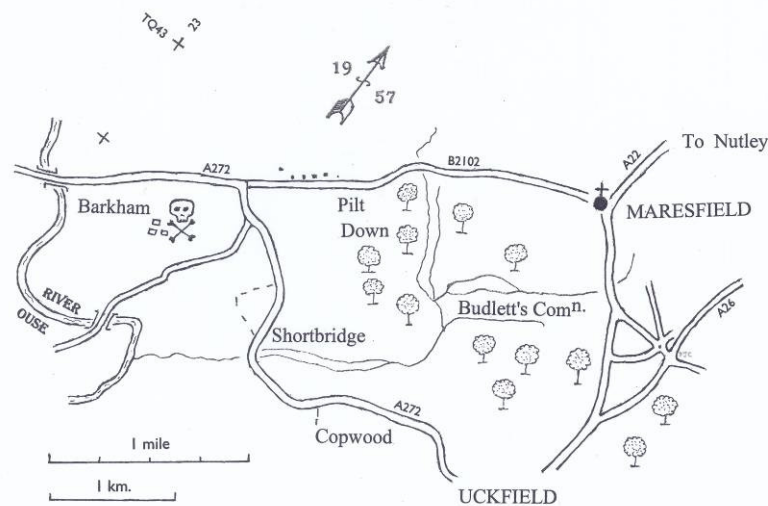 TQ43 23
19
57
A22
To Nutley
A272
B2102
Barkham
Pilt
Down
MARESFIELD
RIVER
OUSE
Budlett's Comn.
A26
Shortbridge
A272
Copwood
1 mile
1 km.
UCKFIELD